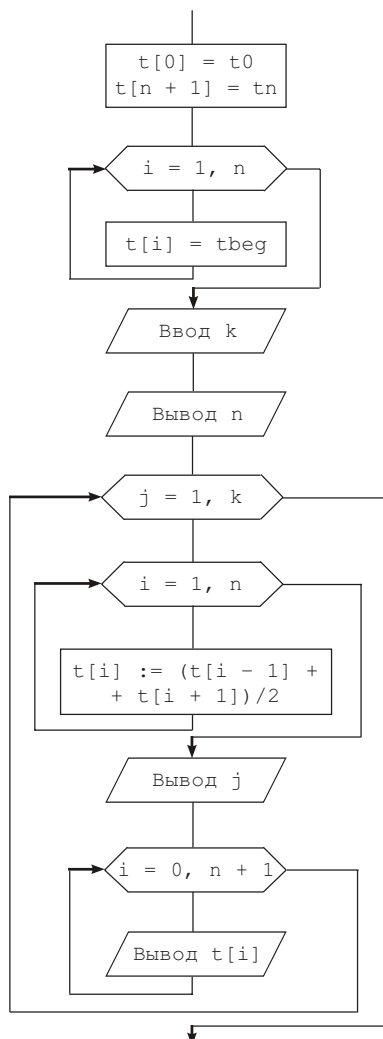 t[0] = t0
t[n + 1] = tn
i = 1, n
t[i] = tbeg
Ввод k
Вывод n
j = 1, k
i = 1, n
t[i] := (t[i – 1] +
+ t[i + 1])/2
Вывод j
i = 0, n + 1
Вывод t[i]